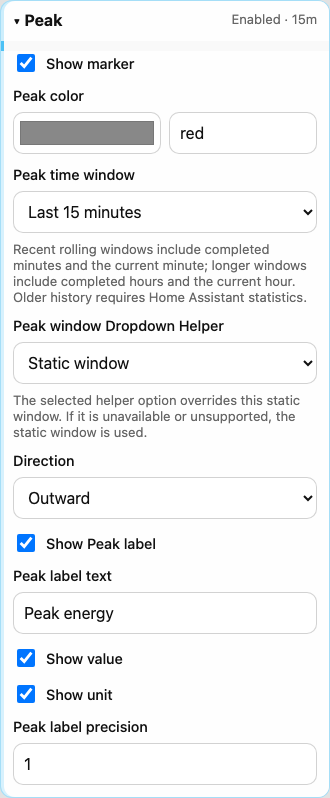 ▾ Peak
Enabled · 15m
Show marker
Peak color
red
Peak time window
Last 15 minutes
Recent rolling windows include completed
minutes and the current minute; longer windows
include completed hours and the current hour.
Older history requires Home Assistant statistics.
Peak window Dropdown Helper
Static window
The selected helper option overrides this static
window. If it is unavailable or unsupported, the
static window is used.
Direction
Outward
Show Peak label
Peak label text
Peak energy
Show value
Show unit
Peak label precision
1